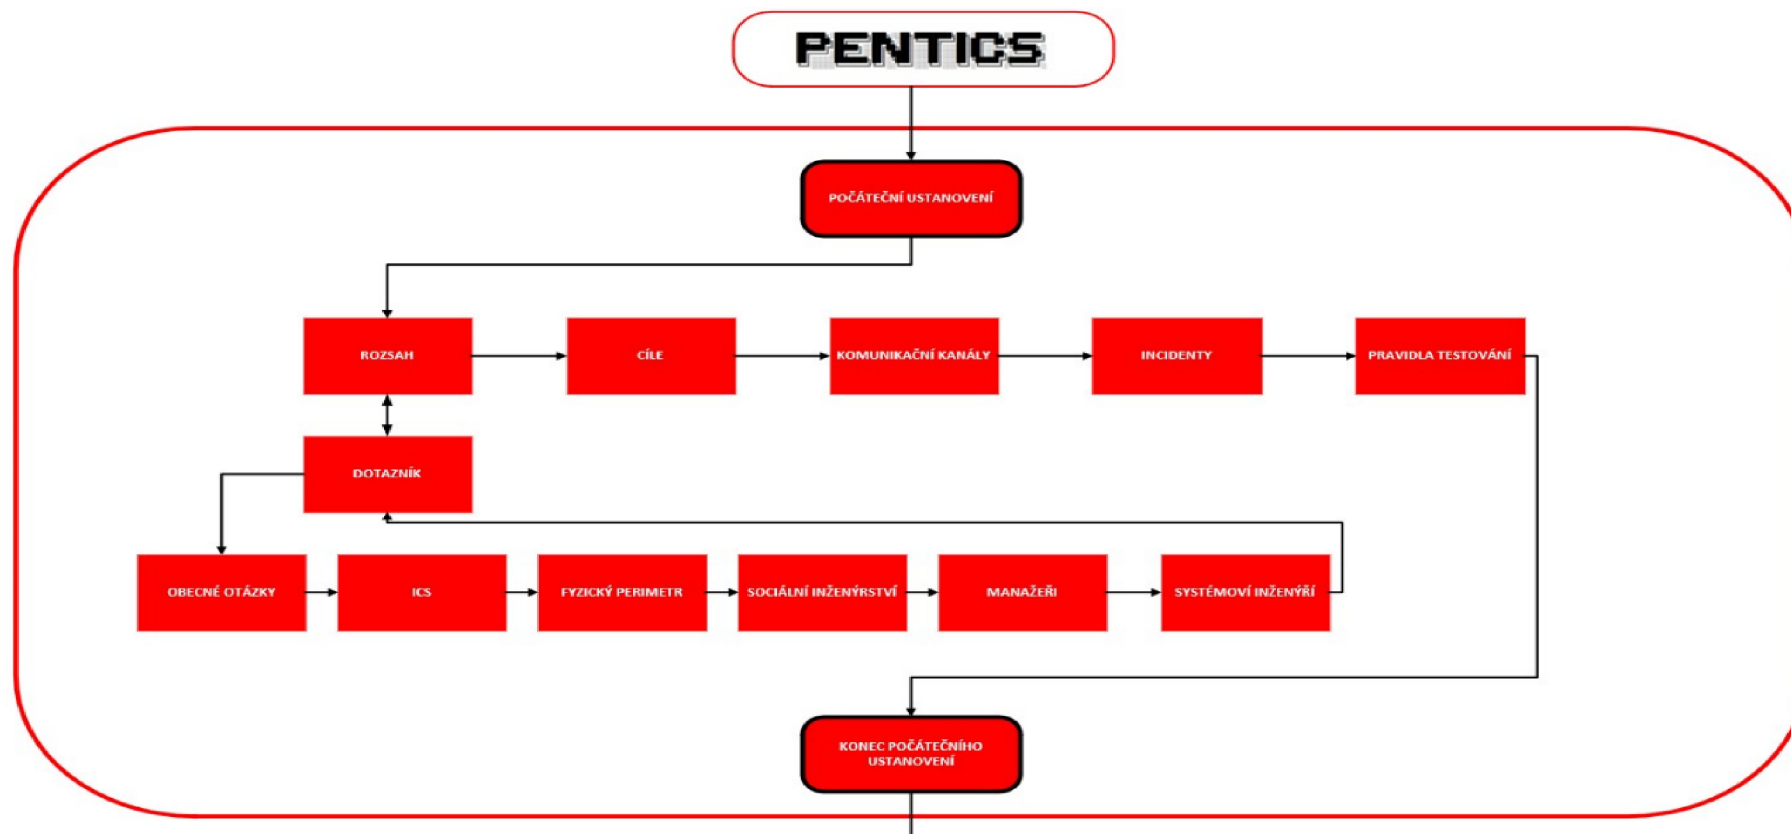 PENTICS
POČÁTEČNÍ USTANOVENÍ
ROZSAH
CÍLE
KOMUNIKAČNÍ KANÁLY
INCIDENTY
PRAVIDLA TESTOVÁNÍ
DOTAZNÍK
OBECNÉ OTÁZKY
ICS
FYZICKÝ PERIMETR
SOCIÁLNÍ INŽENÝRSTVÍ
MANAŽEŘI
SYSTÉMOVÍ INŽENÝŘÍ
KONEC POČÁTEČNÍHO
USTANOVENÍ